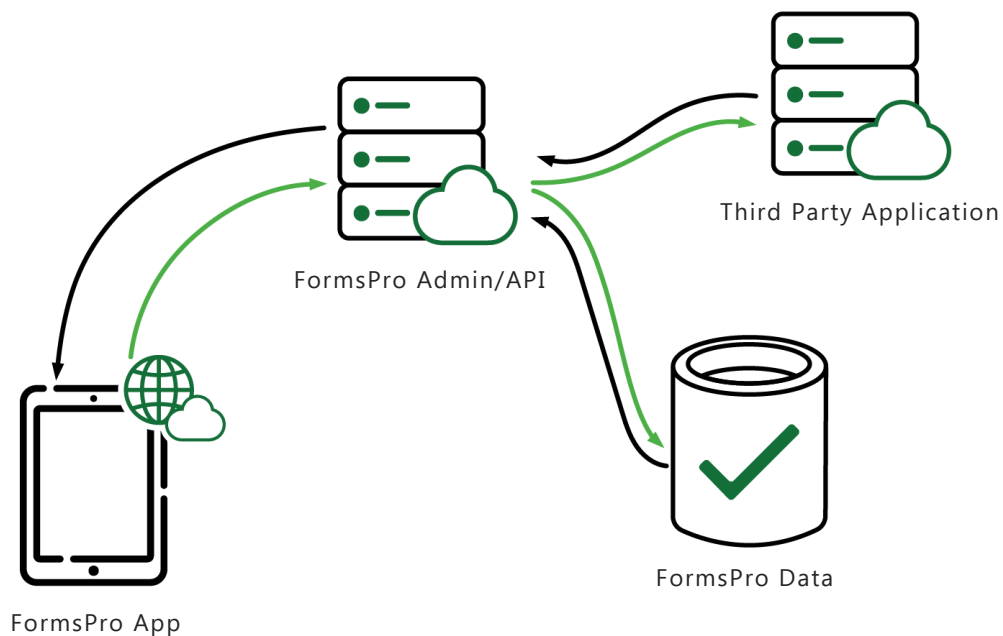 Third Party Application
FormsPro Admin/API
FormsPro Data
FormsPro App